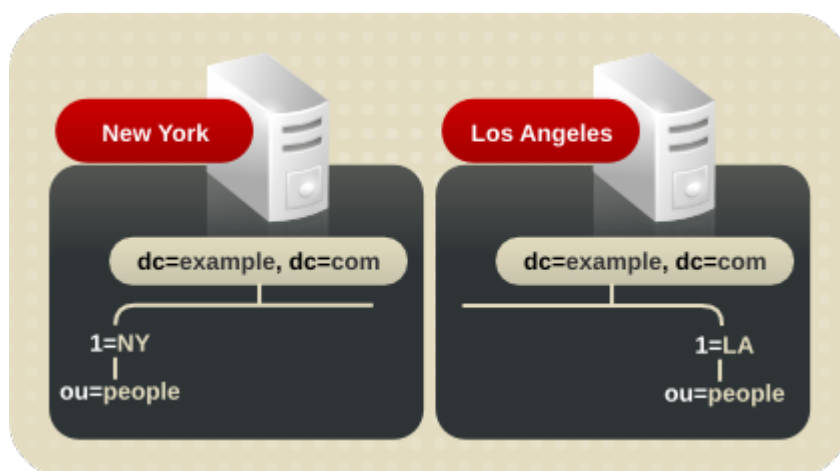 New York
dc=example, dc=com
1=NY
ou=people
Los Angeles
dc=example, dc=com
1=LA
ou=people